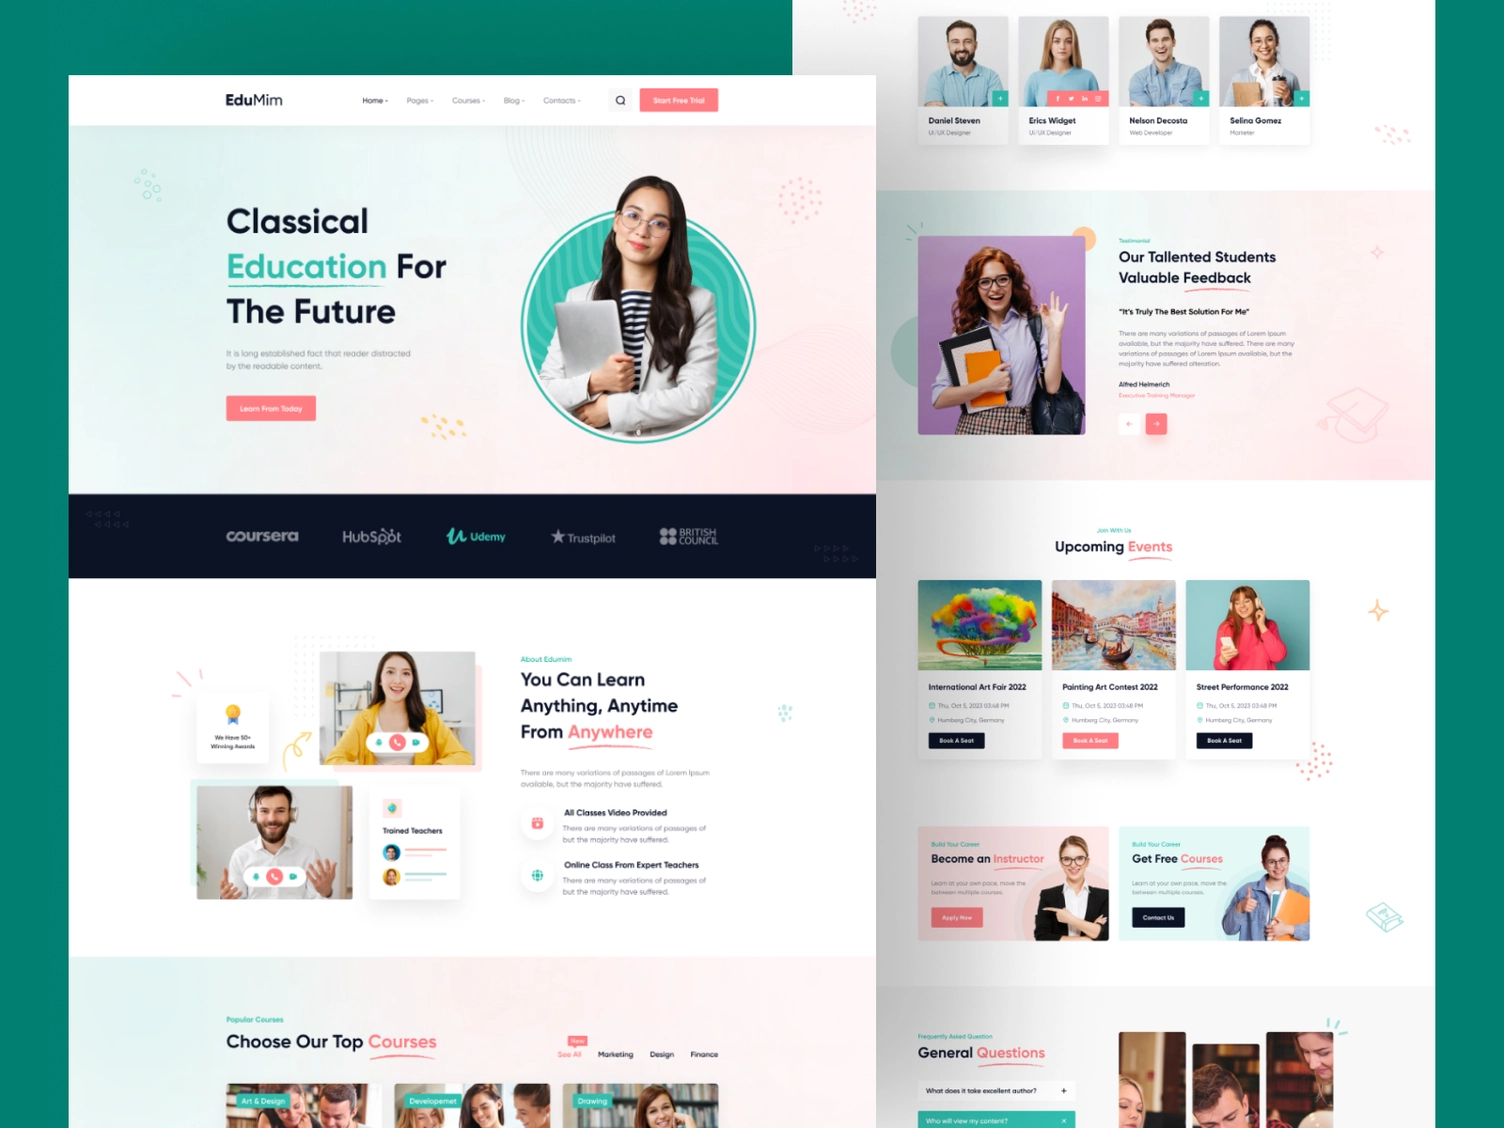 EduMim
Home
Pages
Courses
Blog
Contacts
Start Free Trial
Classical
Education For
The Future
It is long established fact that reader distracted
by the readable content.
Learn From Today
coursera
HubSpot
Udemy
Trustpilot
BRITISH
COUNCIL
We Have 50+
Winning Awards
Trained Teachers
About Edumim
You Can Learn
Anything, Anytime
From Anywhere
There are many variations of passages of Lorem Ipsum
available, but the majority have suffered.
All Classes Video Provided
There are many variations of passages of
but the majority have suffered.
Online Class From Expert Teachers
There are many variations of passages of
but the majority have suffered.
Popular Courses
Choose Our Top Courses
New
See All
Marketing
Design
Finance
Art & Design
Developemet
Drawing
Daniel Steven
UI/UX Designer
Erics Widget
UI/UX Designer
Nelson Decosta
Web Developer
Selina Gomez
Marketer
Testimonial
Our Tallented Students
Valuable Feedback
"It's Truly The Best Solution For Me"
There are many variations of passages of Lorem Ipsum
available, but the majority have suffered. There are many
variations of passages of Lorem Ipsum available, but the
majority have suffered alteration.
Alfred Helmerich
Executive Training Manager
Join With Us
Upcoming Events
International Art Fair 2022
Thu, Oct 5, 2023 03:48 PM
Humberg City, Germany
Book A Seat
Painting Art Contest 2022
Thu, Oct 5, 2023 03:48 PM
Humberg City, Germany
Book A Seat
Street Performance 2022
Thu, Oct 5, 2023 03:48 PM
Humberg City, Germany
Book A Seat
Build Your Career
Become an Instructor
Learn at your own pace, move the
between multiple courses.
Apply Now
Build Your Career
Get Free Courses
Learn at your own pace, move the
between multiple courses.
Contact Us
Frequently Asked Question
General Questions
What does it take excellent author?
Who will view my content?